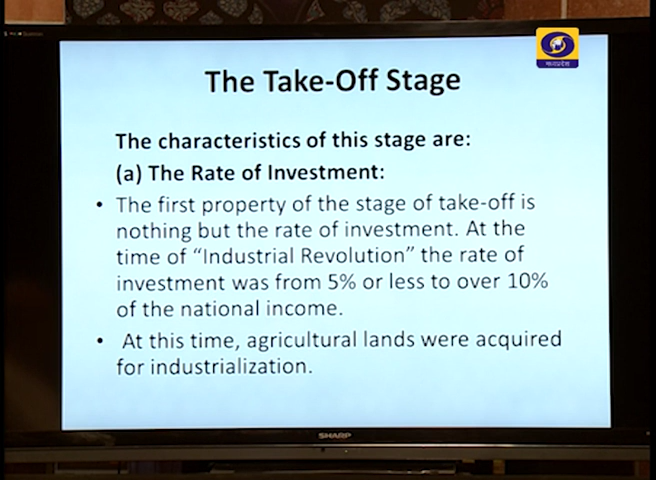 मध्यप्रदेश
The Take-Off Stage
The characteristics of this stage are:
(a) The Rate of Investment:
• The first property of the stage of take-off is
nothing but the rate of investment. At the
time of “Industrial Revolution” the rate of
investment was from 5% or less to over 10%
of the national income.
• At this time, agricultural lands were acquired
for industrialization.
SHARP